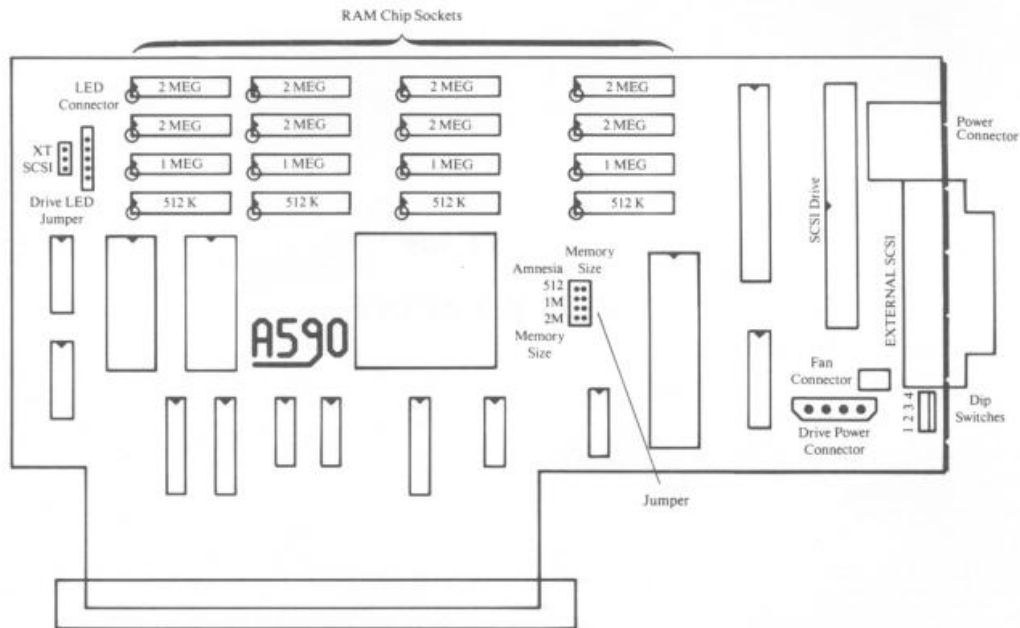 RAM Chip Sockets
LED
Connector
2 MEG 2 MEG 2 MEG 2 MEG
2 MEG 2 MEG 2 MEG 2 MEG
XT
SCSI
1 MEG 1 MEG 1 MEG 1 MEG
Drive LED
Jumper
512 K 512 K 512 K 512 K
Power
Connector
SCSI Drive
EXTERNAL SCSI
Memory
Size
Amnesia
512
1M
2M
Memory
Size
A590
Fan
Connector
Drive Power
Connector
1 2 3 4
Dip
Switches
Jumper